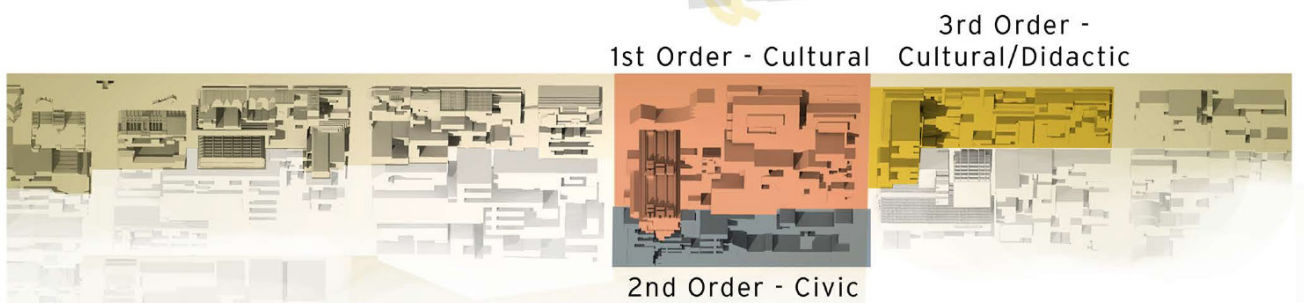 1st Order - Cultural
3rd Order -
Cultural/Didactic
2nd Order - Civic